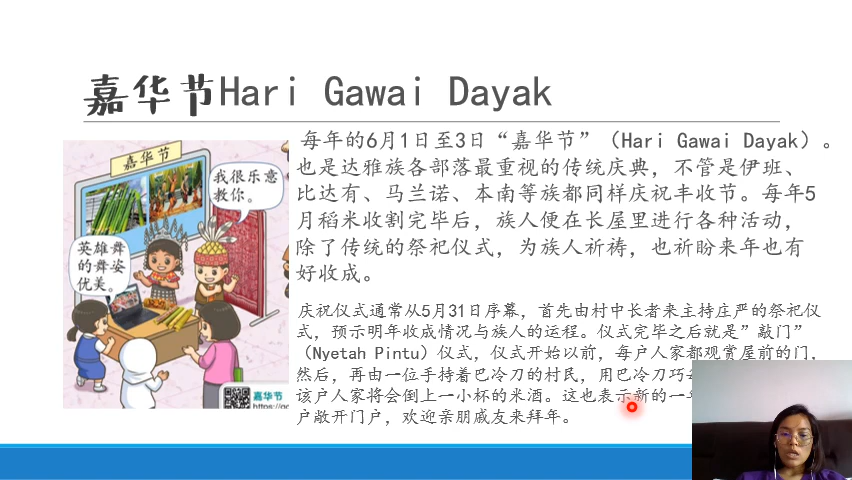 嘉华节Hari Gawai Dayak
嘉华节
我很乐意
教你。
英雄舞
的舞姿
优美。
嘉华节
每年的6月1日至3日“嘉华节”（Hari Gawai Dayak）。
也是达雅族各部落最重视的传统庆典，不管是伊班、
比达有、马兰诺、本南等族都同样庆祝丰收节。每年5
月稻米收割完毕后，族人便在长屋里进行各种活动，
除了传统的祭祀仪式，为族人祈祷，也祈盼来年也有
好收成。
庆祝仪式通常从5月31日序幕，首先由村中长者来主持庄严的祭祀仪
式，预示明年收成情况与族人的运程。仪式完毕之后就是”敲门”
（Nyetah Pintu）仪式，仪式开始以前，每户人家都观赏屋前的门，
然后，再由一位手持着巴冷刀的村民，用巴冷刀巧
该户人家将会倒上一小杯的米酒。这也表示新的一
户敞开门户，欢迎亲朋戚友来拜年。